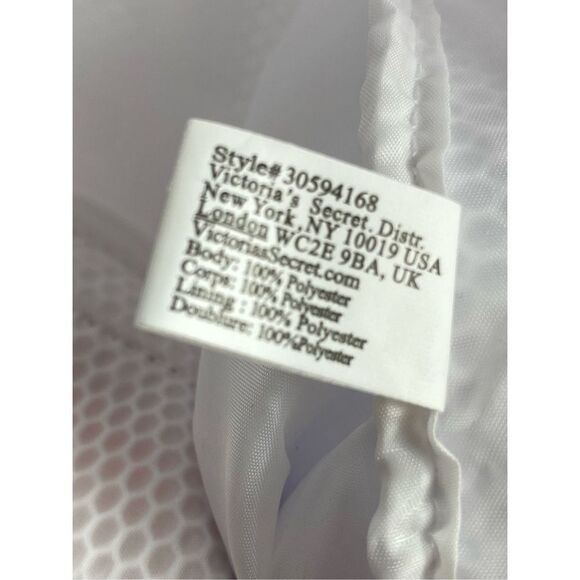 Style# 30594168
Victoria's Secret. Distr.
New York, NY 10019 USA
London WC2E 9BA, UK
VictoriasSecret.com
Body: 100% Polyester
Corps: 100% Polyester
Lining : 100% Polyester
Doublure: 100%Polyester